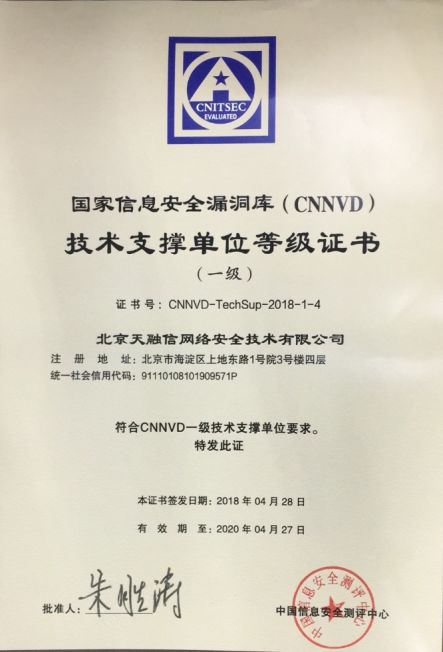 CNITSEC
EVALUATED
国家信息安全漏洞库（CNNVD）
技术支撑单位等级证书
（一级）
证书号：CNNVD-TechSup-2018-1-4
北京天融信网络安全技术有限公司
注册地址：北京市海淀区上地东路1号院3号楼四层
统一社会信用代码：91110108101909571P
符合CNNVD一级技术支撑单位要求。
特发此证
本证书签发日期：2018 年 04 月 28 日
有效期至：2020 年 04 月 27 日
批准人：朱胜涛
中国信息安全测评中心
中国信息安全测评中心